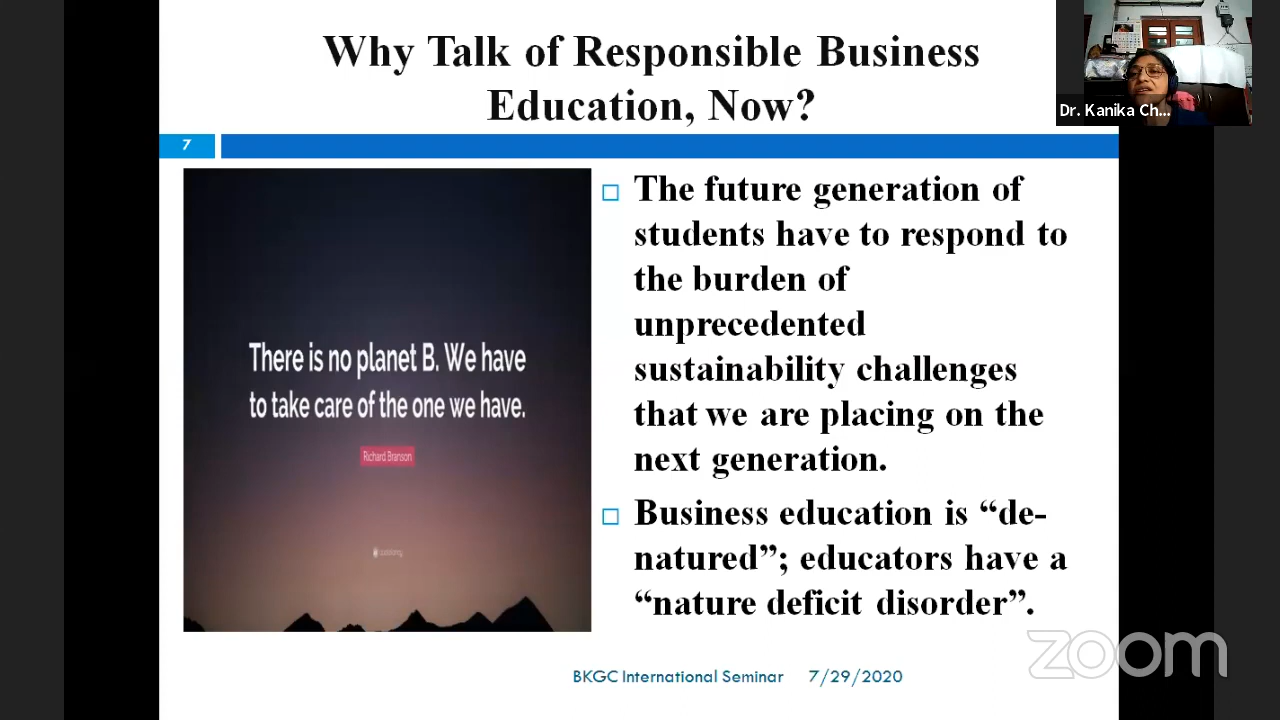 Why Talk of Responsible Business
Education, Now?
Dr. Kanika Ch...
7
There is no planet B. We have
to take care of the one we have.
Richard Branson
□ The future generation of
students have to respond to
the burden of
unprecedented
sustainability challenges
that we are placing on the
next generation.
□ Business education is “de-
natured”; educators have a
“nature deficit disorder”.
zoom
BKGC International Seminar 7/29/2020